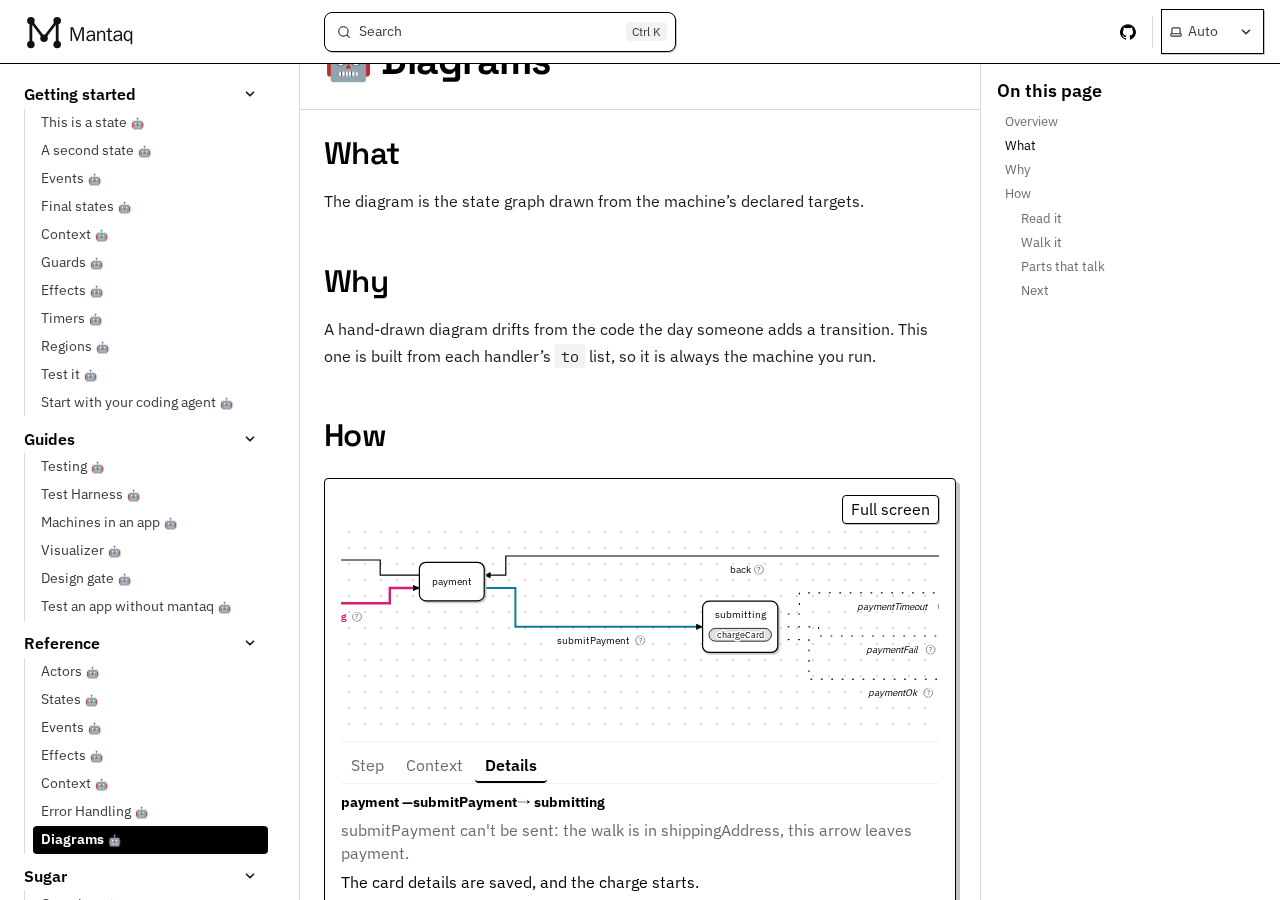 Mantaq
Search
Ctrl K
Auto
Getting started
This is a state 🤖
A second state 🤖
Events 🤖
Final states 🤖
Context 🤖
Guards 🤖
Effects 🤖
Timers 🤖
Regions 🤖
Test it 🤖
Start with your coding agent 🤖
Guides
Testing 🤖
Test Harness 🤖
Machines in an app 🤖
Visualizer 🤖
Design gate 🤖
Test an app without mantaq 🤖
Reference
Actors 🤖
States 🤖
Events 🤖
Effects 🤖
Context 🤖
Error Handling 🤖
Diagrams 🤖
Sugar
🤖 Diagrams
What
The diagram is the state graph drawn from the machine’s declared targets.
Why
A hand-drawn diagram drifts from the code the day someone adds a transition. This
one is built from each handler’s to list, so it is always the machine you run.
How
Full screen
payment
back ?
g ?
submitPayment ?
submitting
chargeCard
paymentTimeout
paymentFail ?
paymentOk ?
Step
Context
Details
payment —submitPayment→ submitting
submitPayment can't be sent: the walk is in shippingAddress, this arrow leaves
payment.
The card details are saved, and the charge starts.
On this page
Overview
What
Why
How
Read it
Walk it
Parts that talk
Next